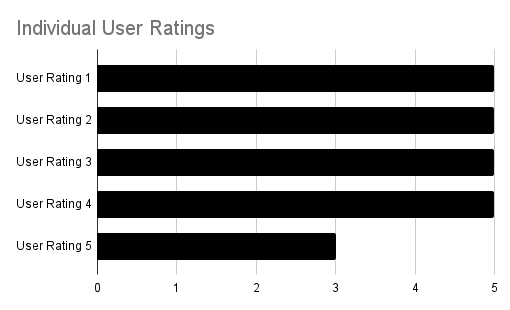 Individual User Ratings
User Rating 1
User Rating 2
User Rating 3
User Rating 4
User Rating 5
0 1 2 3 4 5